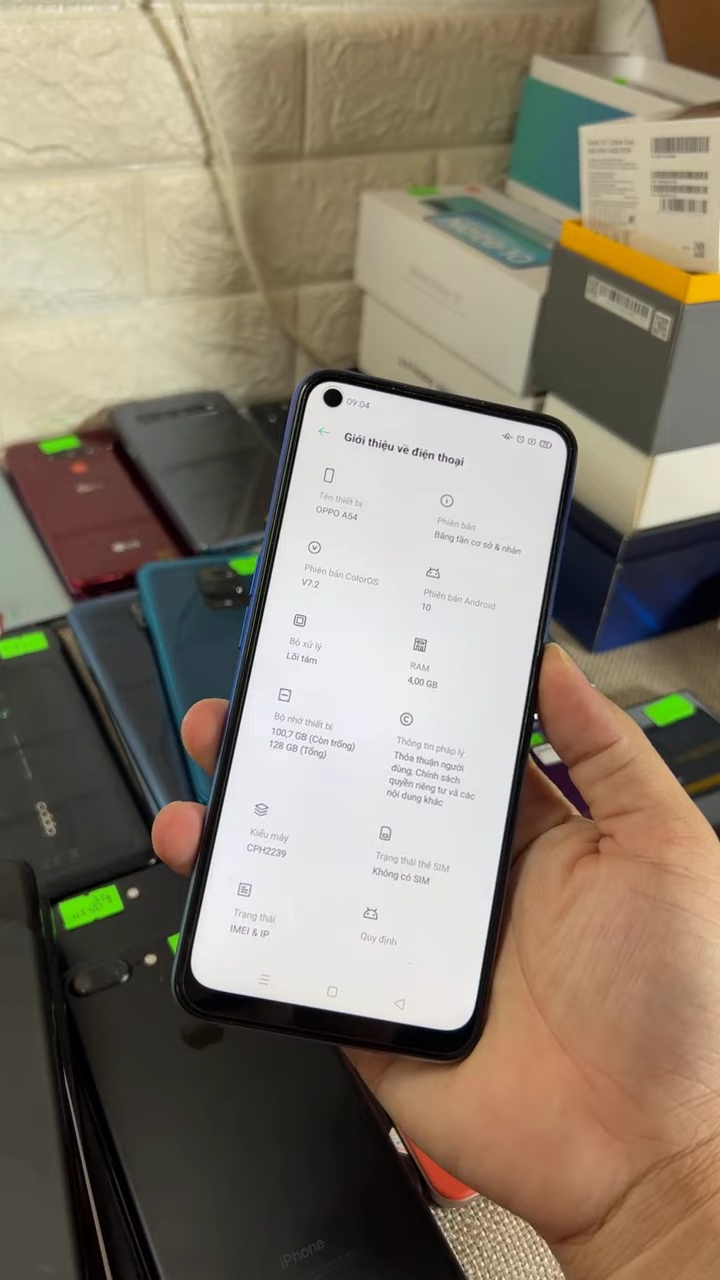 09:04
Giới thiệu về điện thoại
Tên thiết bị
OPPO A54
Phiên bản
Băng tần cơ sở & nhân
Phiên bản ColorOS
V7.2
Phiên bản Android
10
Bộ xử lý
Lõi tám
RAM
4,00 GB
Bộ nhớ thiết bị
100,7 GB (Còn trống)
128 GB (Tổng)
Thông tin pháp lý
Thỏa thuận người
dùng, Chính sách
quyền riêng tư và các
nội dung khác
Kiểu máy
CPH2239
Trạng thái thẻ SIM
Không có SIM
Trạng thái
IMEI & IP
Quy định
LG
iPhone